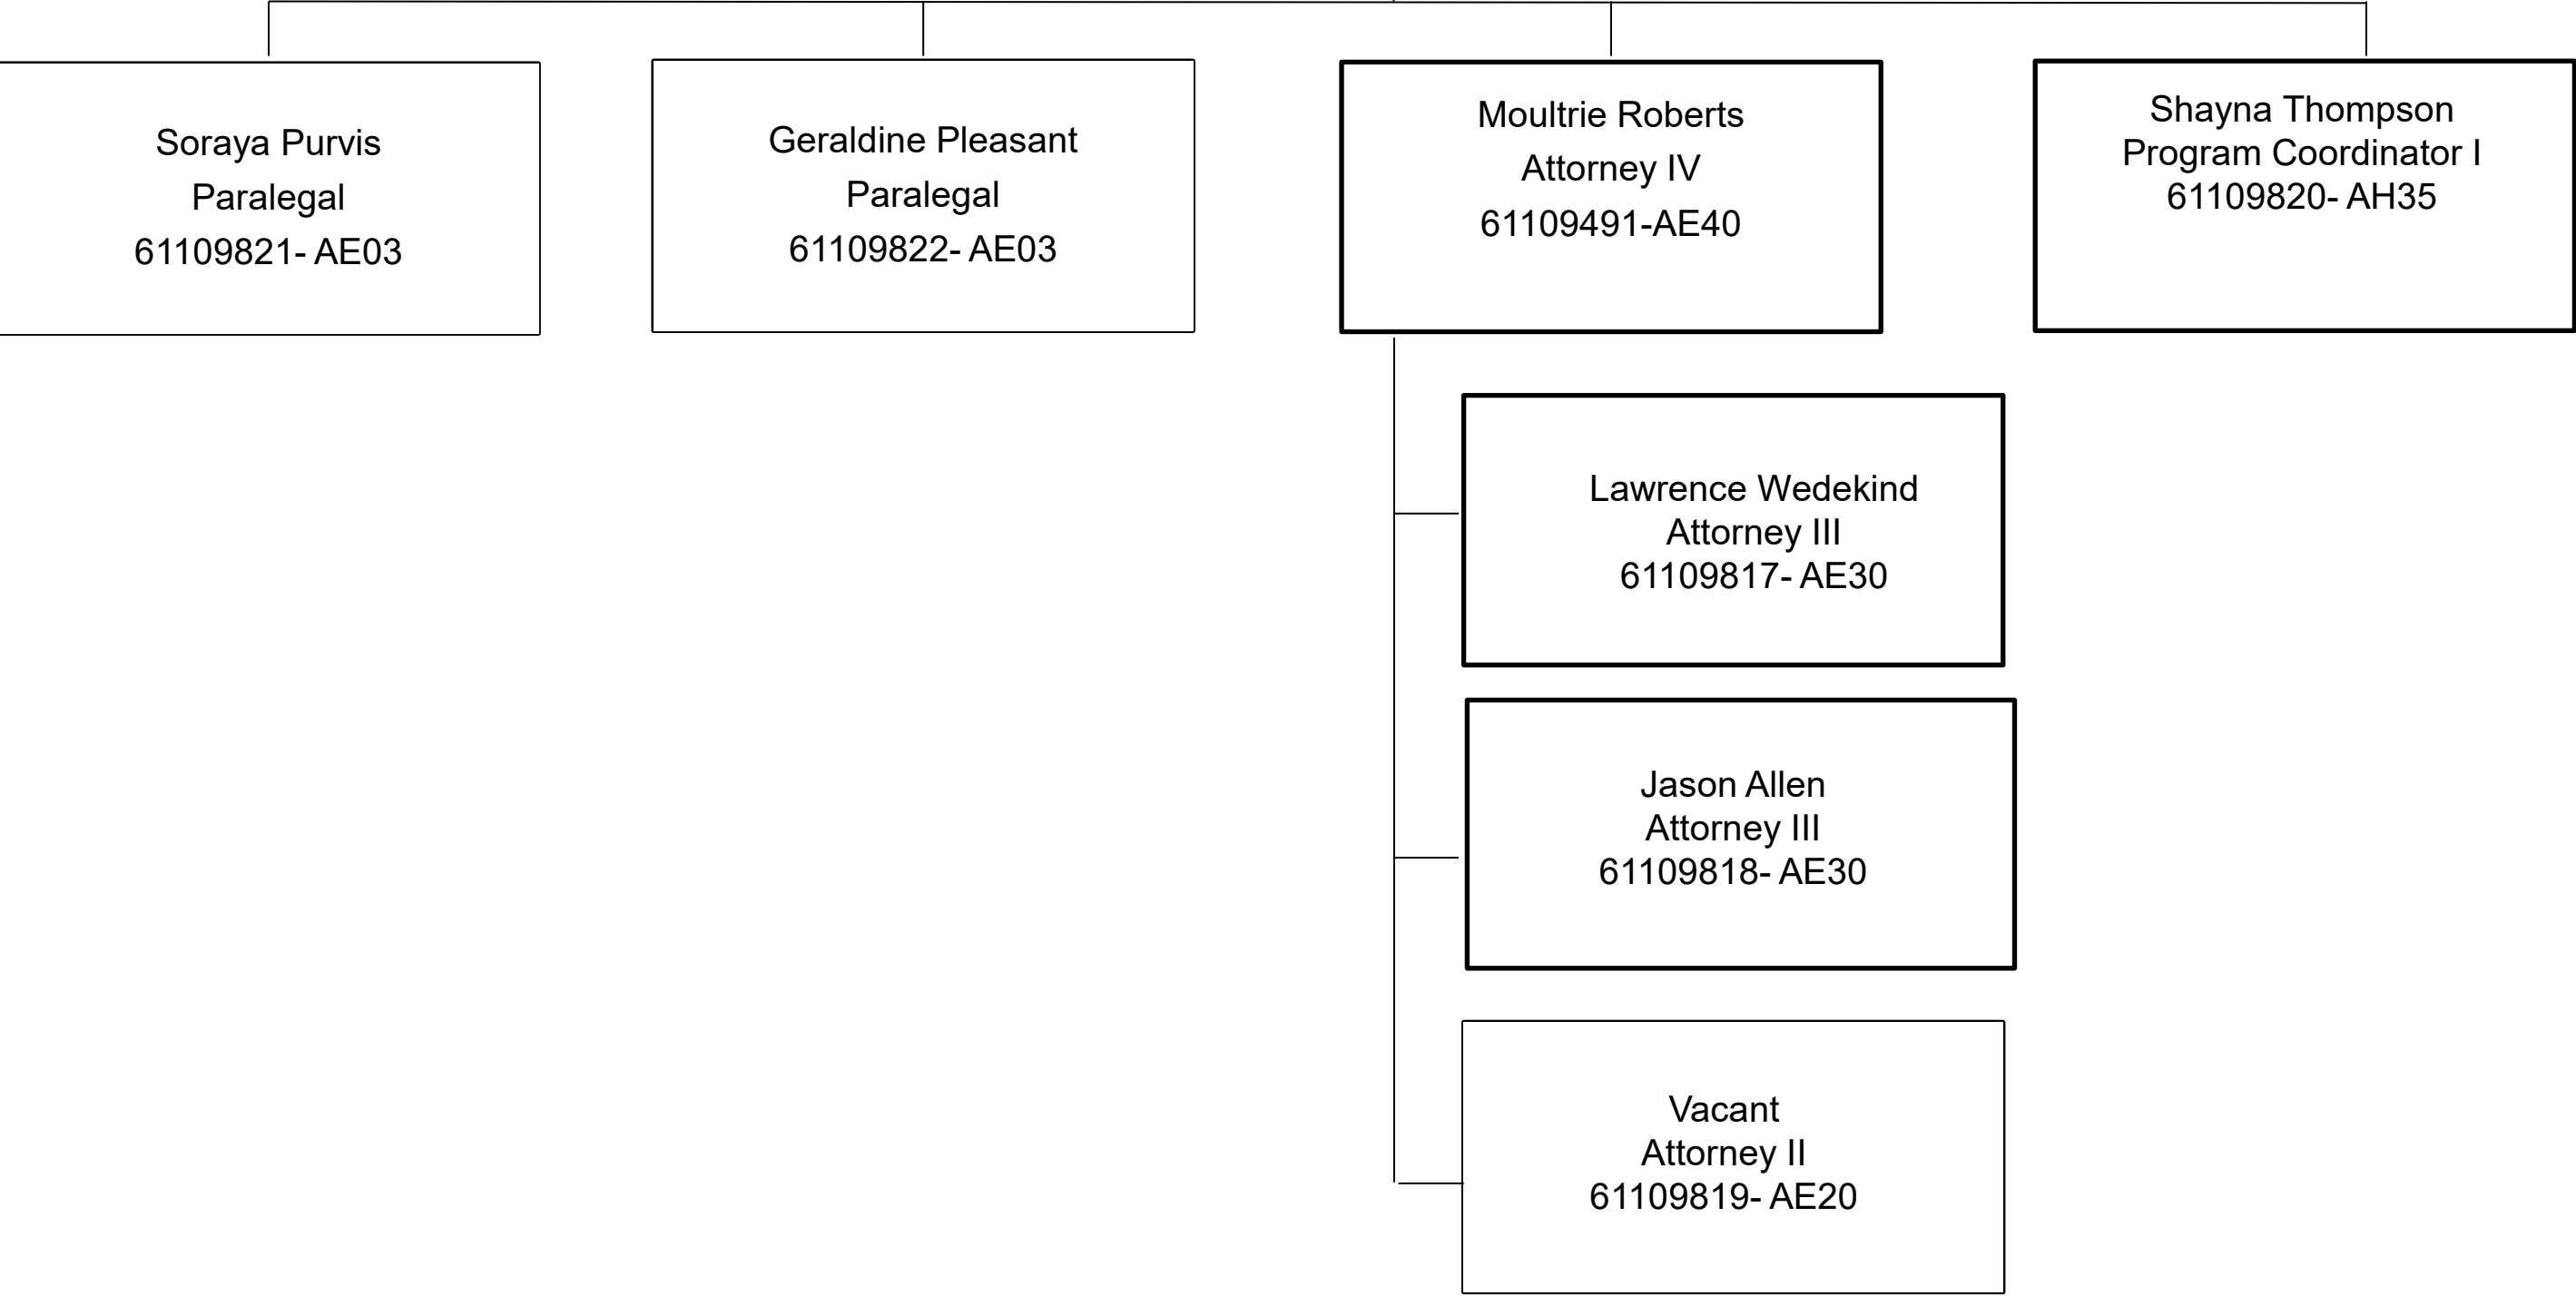 Soraya Purvis
Paralegal
61109821- AE03
Geraldine Pleasant
Paralegal
61109822- AE03
Moultrie Roberts
Attorney IV
61109491-AE40
Shayna Thompson
Program Coordinator I
61109820- AH35
Lawrence Wedekind
Attorney III
61109817- AE30
Jason Allen
Attorney III
61109818- AE30
Vacant
Attorney II
61109819- AE20